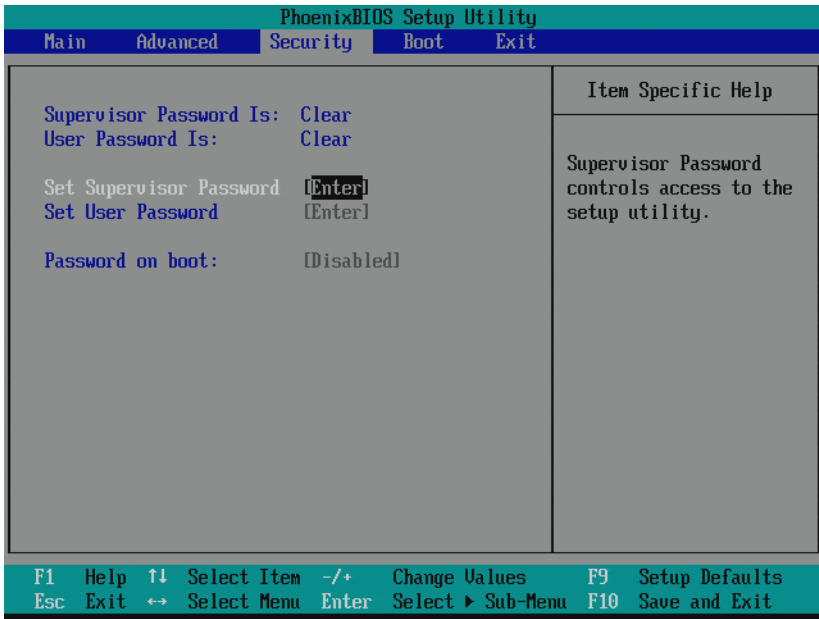 PhoenixBIOS Setup Utility
Main Advanced Security Boot Exit
Supervisor Password Is: Clear
User Password Is: Clear
Set Supervisor Password [Enter]
Set User Password [Enter]
Password on boot: [Disabled]
Item Specific Help
Supervisor Password
controls access to the
setup utility.
F1 Help ↑↓ Select Item -/+ Change Values F9 Setup Defaults
Esc Exit ↔ Select Menu Enter Select ▶ Sub-Menu F10 Save and Exit